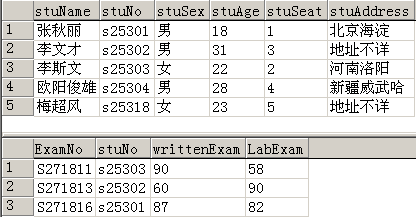 stuName stuNo stuSex stuAge stuSeat stuAddress
1 张秋丽 s25301 男 18 1 北京海淀
2 李文才 s25302 男 31 3 地址不详
3 李斯文 s25303 女 22 2 河南洛阳
4 欧阳俊雄 s25304 男 28 4 新疆威武哈
5 梅超风 s25318 女 23 5 地址不详
ExamNo stuNo writtenExam LabExam
1 S271811 s25303 90 58
2 S271813 s25302 60 90
3 S271816 s25301 87 82